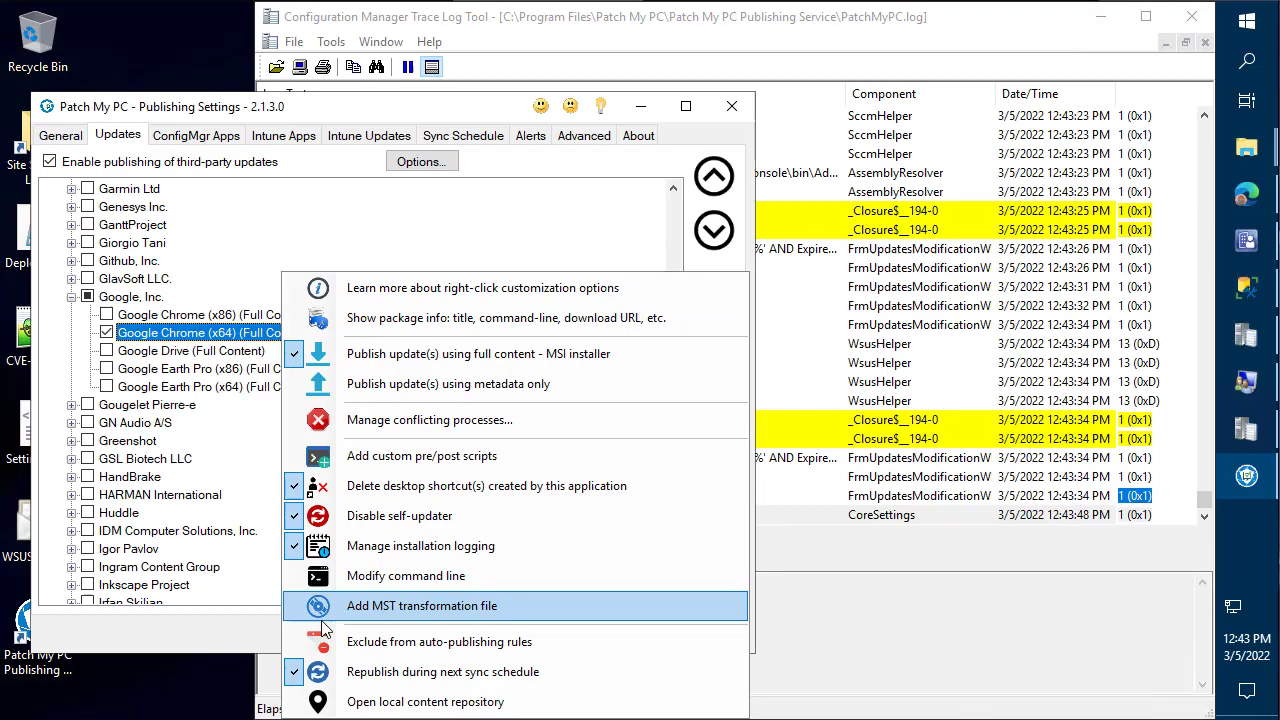 Recycle Bin
Site
Deplo
CVE-
Settin
WSUS
Patch My PC
Publishing ...
Configuration Manager Trace Log Tool - [C:\Program Files\Patch My PC\Patch My PC Publishing Service\PatchMyPC.log]
File Tools Window Help
Patch My PC - Publishing Settings - 2.1.3.0
General Updates ConfigMgr Apps Intune Apps Intune Updates Sync Schedule Alerts Advanced About
Enable publishing of third-party updates
Options...
Garmin Ltd
Genesys Inc.
GanttProject
Giorgio Tani
Github, Inc.
GlavSoft LLC.
Google, Inc.
Google Chrome (x86) (Full Co
Google Chrome (x64) (Full Co
Google Drive (Full Content)
Google Earth Pro (x86) (Full C
Google Earth Pro (x64) (Full C
Gougelet Pierre-e
GN Audio A/S
Greenshot
GSL Biotech LLC
HandBrake
HARMAN International
Huddle
IDM Computer Solutions, Inc.
Igor Pavlov
Ingram Content Group
Inkscape Project
Irfan Skiljan
Learn more about right-click customization options
Show package info: title, command-line, download URL, etc.
Publish update(s) using full content - MSI installer
Publish update(s) using metadata only
Manage conflicting processes...
Add custom pre/post scripts
Delete desktop shortcut(s) created by this application
Disable self-updater
Manage installation logging
Modify command line
Add MST transformation file
Exclude from auto-publishing rules
Republish during next sync schedule
Open local content repository
Component Date/Time
SccmHelper 3/5/2022 12:43:23 PM 1 (0x1)
SccmHelper 3/5/2022 12:43:23 PM 1 (0x1)
SccmHelper 3/5/2022 12:43:23 PM 1 (0x1)
onsole\bin\Ad... AssemblyResolver 3/5/2022 12:43:23 PM 1 (0x1)
AssemblyResolver 3/5/2022 12:43:23 PM 1 (0x1)
_Closure$__194-0 3/5/2022 12:43:25 PM 1 (0x1)
_Closure$__194-0 3/5/2022 12:43:25 PM 1 (0x1)
%' AND Expire... FrmUpdatesModificationW 3/5/2022 12:43:26 PM 1 (0x1)
FrmUpdatesModificationW 3/5/2022 12:43:26 PM 1 (0x1)
FrmUpdatesModificationW 3/5/2022 12:43:31 PM 1 (0x1)
FrmUpdatesModificationW 3/5/2022 12:43:31 PM 1 (0x1)
FrmUpdatesModificationW 3/5/2022 12:43:34 PM 1 (0x1)
WsusHelper 3/5/2022 12:43:34 PM 13 (0xD)
WsusHelper 3/5/2022 12:43:34 PM 13 (0xD)
WsusHelper 3/5/2022 12:43:34 PM 13 (0xD)
WsusHelper 3/5/2022 12:43:34 PM 13 (0xD)
_Closure$__194-0 3/5/2022 12:43:34 PM 1 (0x1)
_Closure$__194-0 3/5/2022 12:43:34 PM 1 (0x1)
%' AND Expire... FrmUpdatesModificationW 3/5/2022 12:43:34 PM 1 (0x1)
FrmUpdatesModificationW 3/5/2022 12:43:34 PM 1 (0x1)
FrmUpdatesModificationW 3/5/2022 12:43:34 PM 1 (0x1)
CoreSettings 3/5/2022 12:43:48 PM 1 (0x1)
Elaps
12:43 PM
3/5/2022